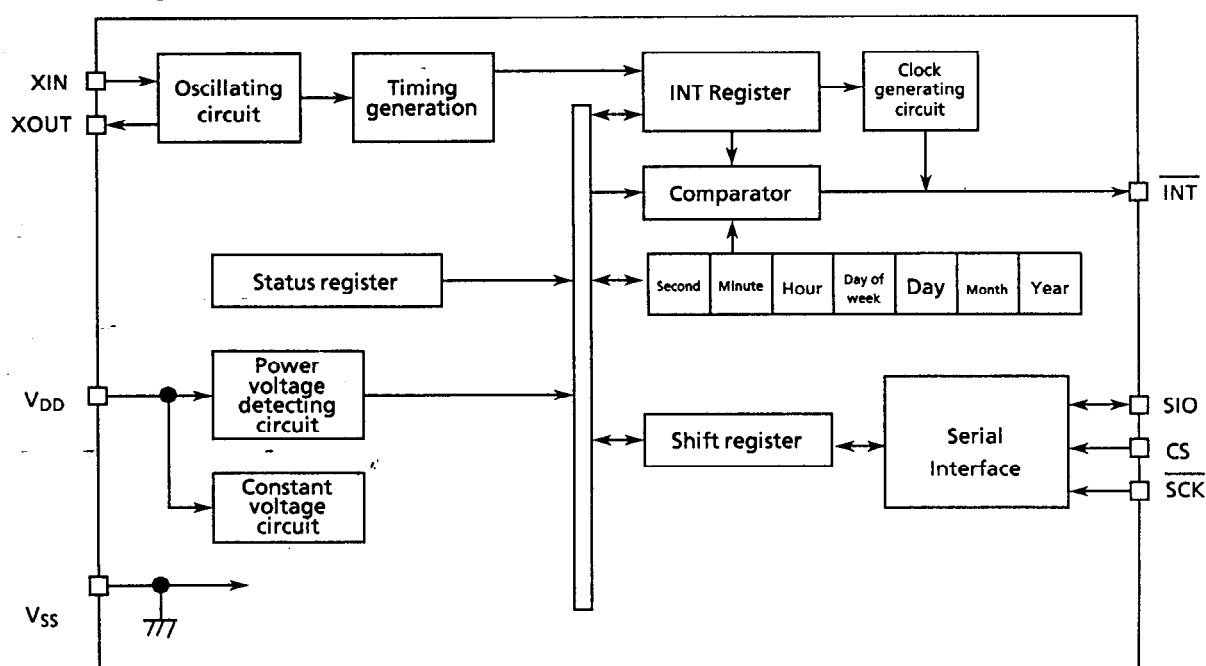 XIN
XOUT
Oscillating
circuit
Timing
generation
INT Register
Clock
generating
circuit
Comparator
INT
Status register
Second
Minute
Hour
Day of
week
Day
Month
Year
VDD
Power
voltage
detecting
circuit
Constant
voltage
circuit
Shift register
Serial
Interface
SIO
CS
SCK
VSS